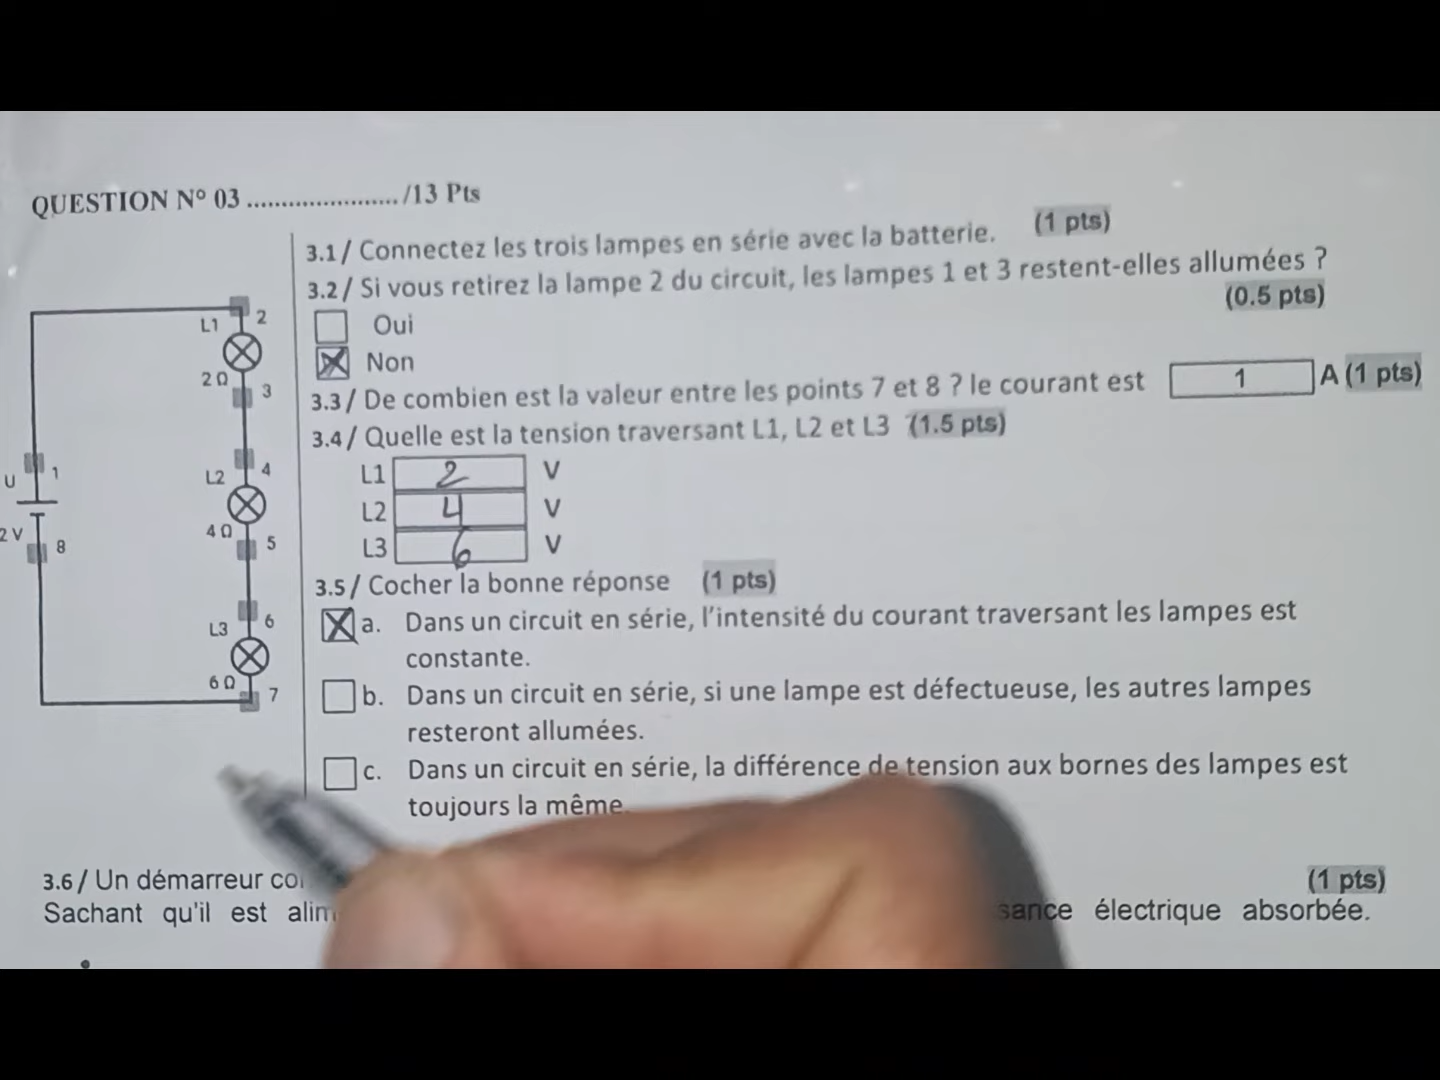 QUESTION N° 03 ...................... /13 Pts
3.1/ Connectez les trois lampes en série avec la batterie. (1 pts)
3.2/ Si vous retirez la lampe 2 du circuit, les lampes 1 et 3 restent-elles allumées ?
(0.5 pts)
Oui
Non
3.3/ De combien est la valeur entre les points 7 et 8 ? le courant est 1 A (1 pts)
3.4/ Quelle est la tension traversant L1, L2 et L3 (1.5 pts)
L1 2 V
L2 4 V
L3 6 V
3.5/ Cocher la bonne réponse (1 pts)
a. Dans un circuit en série, l'intensité du courant traversant les lampes est
constante.
b. Dans un circuit en série, si une lampe est défectueuse, les autres lampes
resteront allumées.
c. Dans un circuit en série, la différence de tension aux bornes des lampes est
toujours la même.
L1 2
2 Ω 3
U 1
L2 4
2 V 8
4 Ω 5
L3 6
6 Ω 7
3.6/ Un démarreur (1 pts)
Sachant qu'il est électrique absorbée.